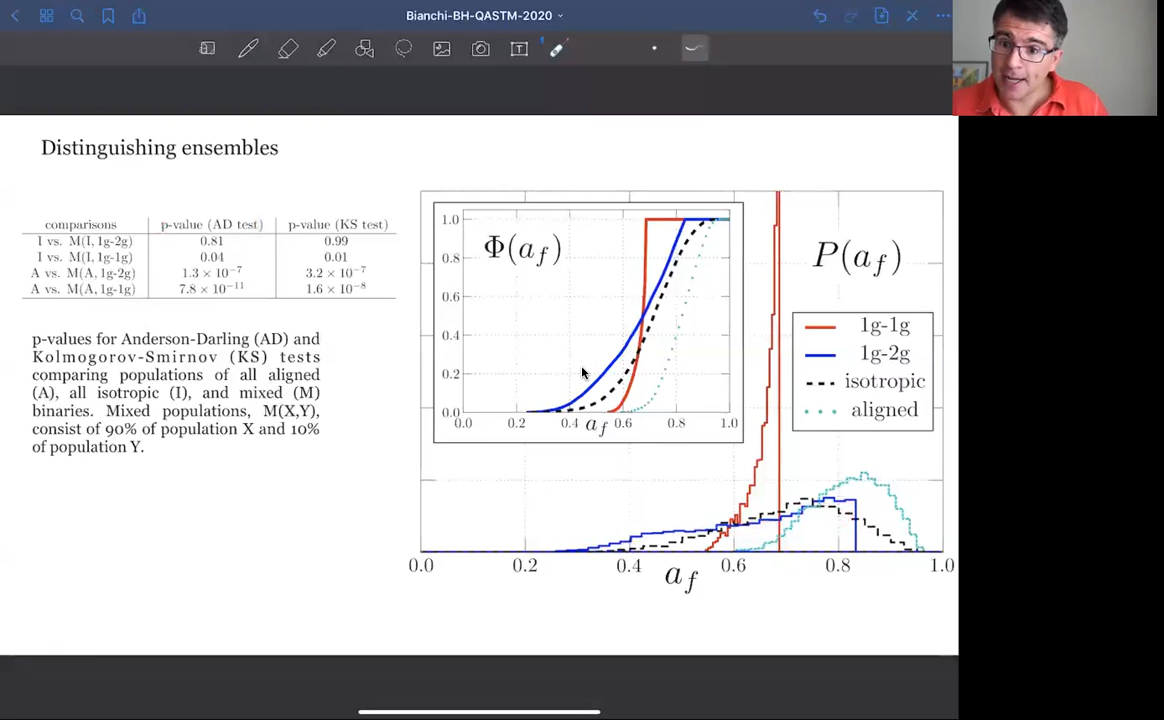 Bianchi-BH-QASTM-2020
T
Distinguishing ensembles
comparisons p-value (AD test) p-value (KS test)
I vs. M(I, 1g-2g) 0.81 0.99
I vs. M(I, 1g-1g) 0.04 0.01
A vs. M(A, 1g-2g) 1.3 × 10⁻⁷ 3.2 × 10⁻⁷
A vs. M(A, 1g-1g) 7.8 × 10⁻¹¹ 1.6 × 10⁻⁸
p-values for Anderson-Darling (AD) and
Kolmogorov-Smirnov (KS) tests
comparing populations of all aligned
(A), all isotropic (I), and mixed (M)
binaries. Mixed populations, M(X,Y),
consist of 90% of population X and 10%
of population Y.
Φ(a_f)
1.0
0.8
0.6
0.4
0.2
0.0
0.0 0.2 0.4 a_f 0.6 0.8 1.0
P(a_f)
1g-1g
1g-2g
isotropic
aligned
0.0 0.2 0.4 0.6 0.8 1.0
a_f